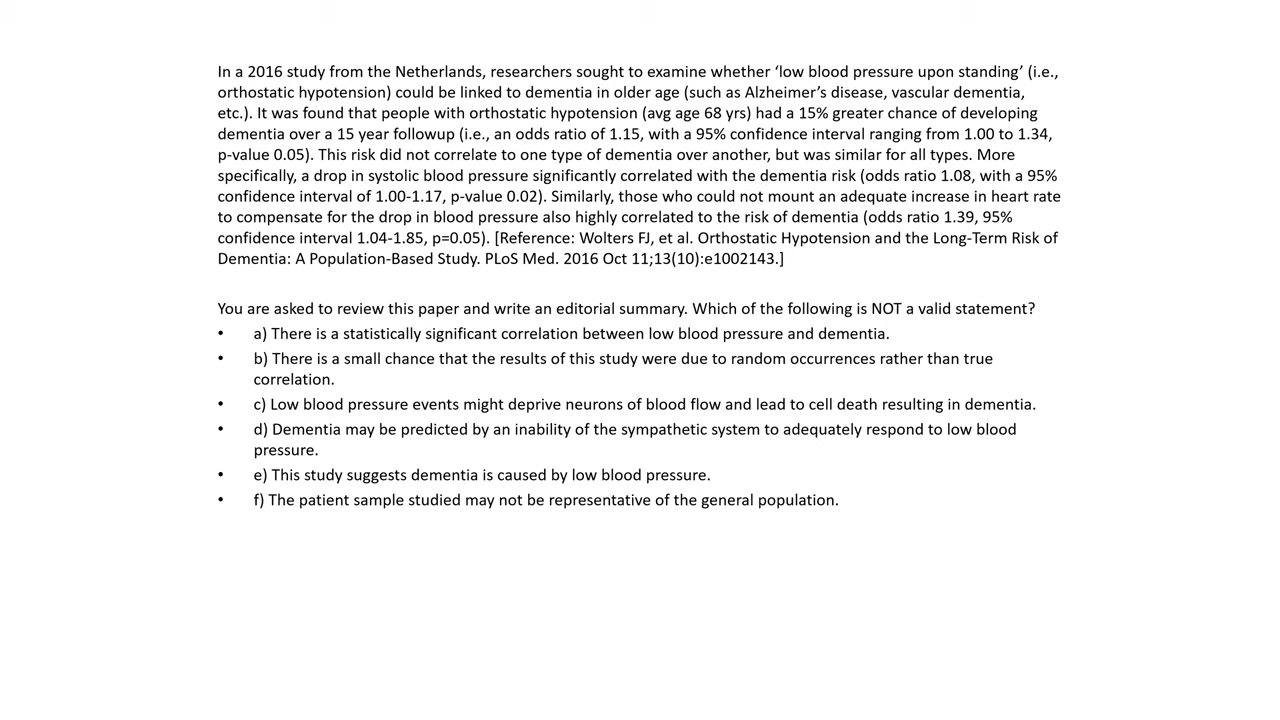 In a 2016 study from the Netherlands, researchers sought to examine whether ‘low blood pressure upon standing’ (i.e.,
orthostatic hypotension) could be linked to dementia in older age (such as Alzheimer’s disease, vascular dementia,
etc.). It was found that people with orthostatic hypotension (avg age 68 yrs) had a 15% greater chance of developing
dementia over a 15 year followup (i.e., an odds ratio of 1.15, with a 95% confidence interval ranging from 1.00 to 1.34,
p-value 0.05). This risk did not correlate to one type of dementia over another, but was similar for all types. More
specifically, a drop in systolic blood pressure significantly correlated with the dementia risk (odds ratio 1.08, with a 95%
confidence interval of 1.00-1.17, p-value 0.02). Similarly, those who could not mount an adequate increase in heart rate
to compensate for the drop in blood pressure also highly correlated to the risk of dementia (odds ratio 1.39, 95%
confidence interval 1.04-1.85, p=0.05). [Reference: Wolters FJ, et al. Orthostatic Hypotension and the Long-Term Risk of
Dementia: A Population-Based Study. PLoS Med. 2016 Oct 11;13(10):e1002143.]
You are asked to review this paper and write an editorial summary. Which of the following is NOT a valid statement?
• a) There is a statistically significant correlation between low blood pressure and dementia.
• b) There is a small chance that the results of this study were due to random occurrences rather than true
correlation.
• c) Low blood pressure events might deprive neurons of blood flow and lead to cell death resulting in dementia.
• d) Dementia may be predicted by an inability of the sympathetic system to adequately respond to low blood
pressure.
• e) This study suggests dementia is caused by low blood pressure.
• f) The patient sample studied may not be representative of the general population.